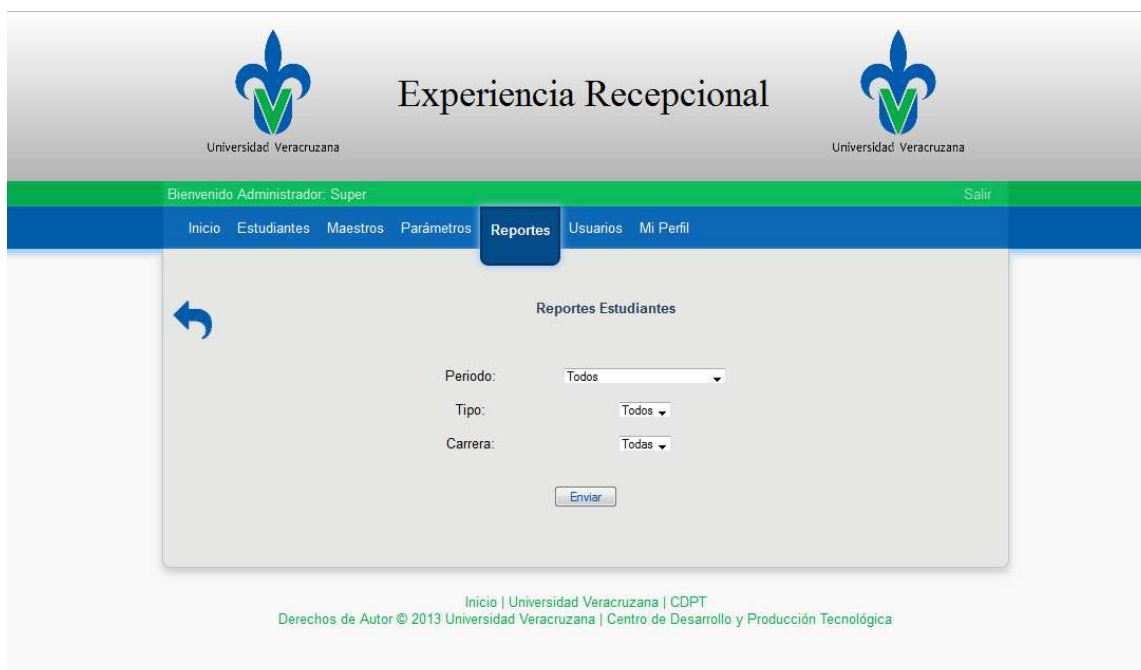 Experiencia Recepcional
Universidad Veracruzana
Universidad Veracruzana
Bienvenido Administrador: Super Salir
Inicio Estudiantes Maestros Parámetros Reportes Usuarios Mi Perfil
Reportes Estudiantes
Periodo: Todos
Tipo: Todos
Carrera: Todas
Enviar
Inicio | Universidad Veracruzana | CDPT
Derechos de Autor © 2013 Universidad Veracruzana | Centro de Desarrollo y Producción Tecnológica